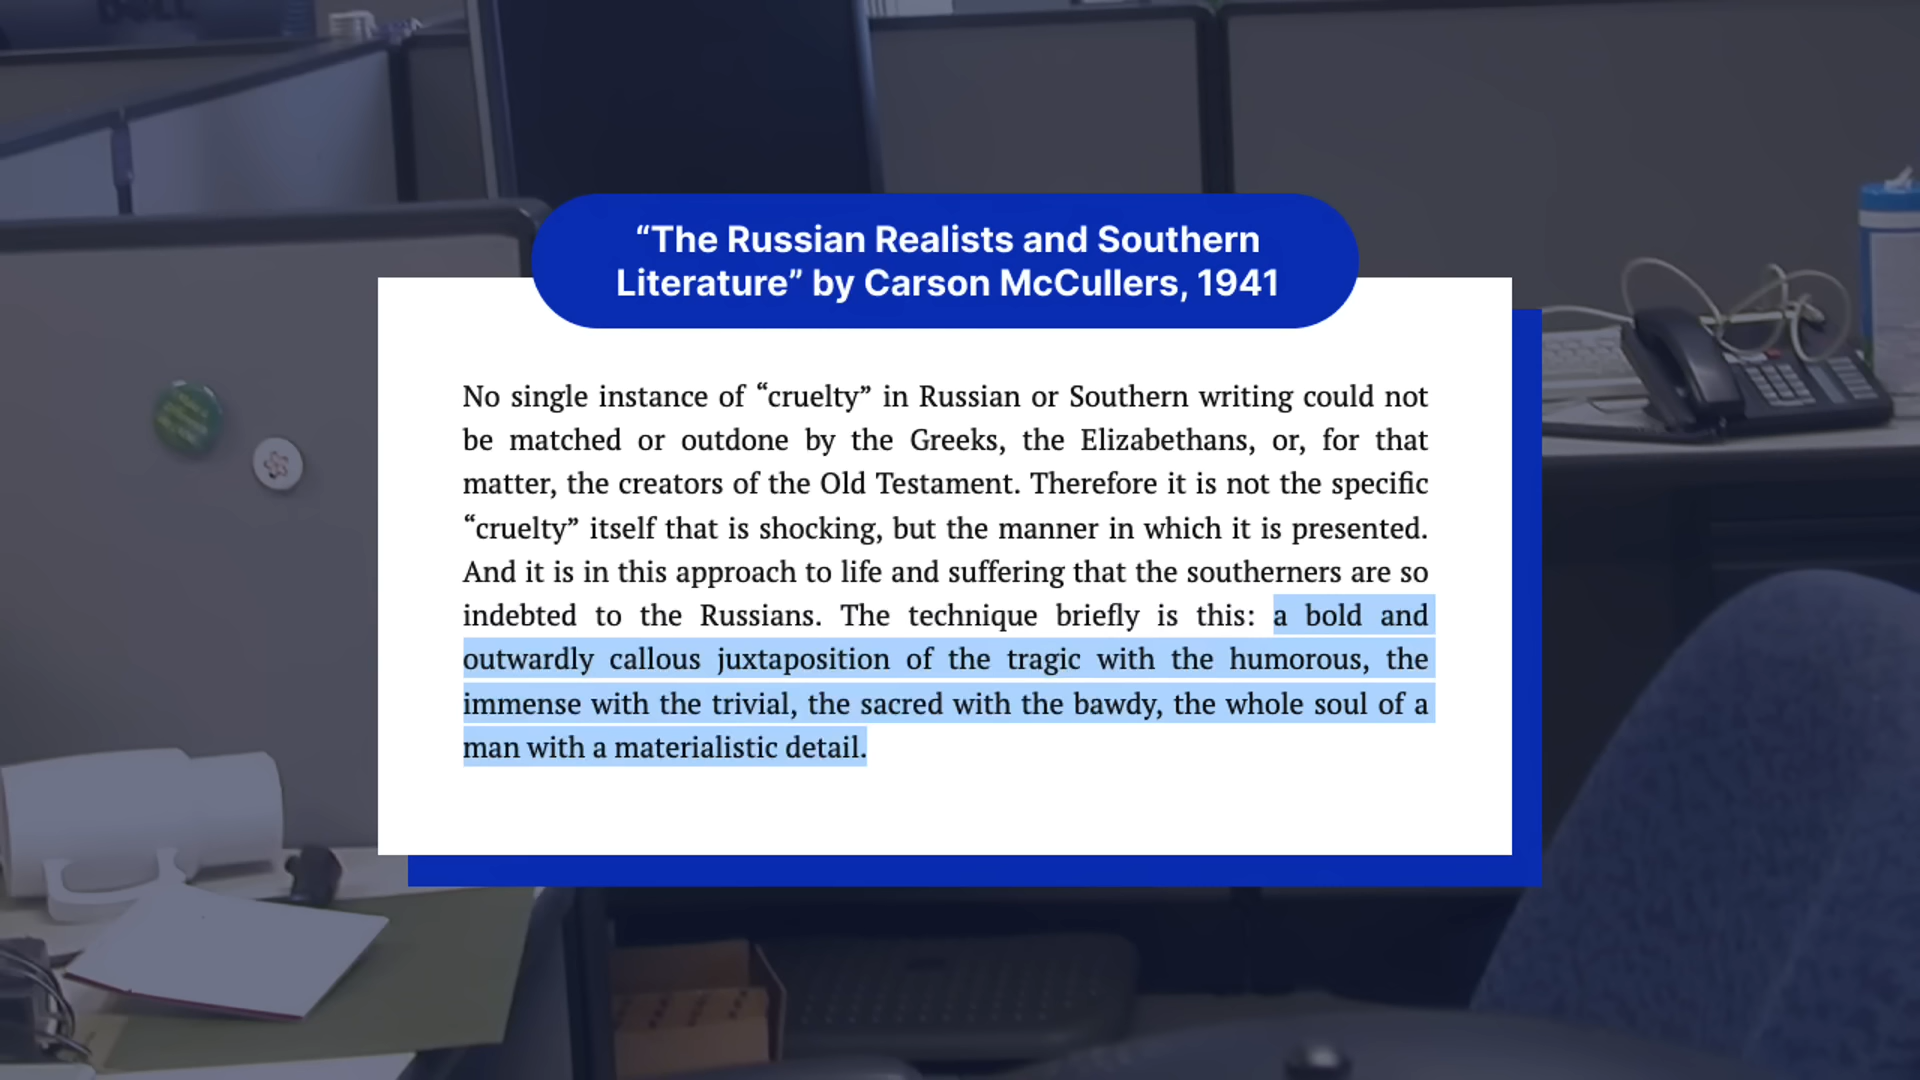 DELL
“The Russian Realists and Southern
Literature” by Carson McCullers, 1941
No single instance of “cruelty” in Russian or Southern writing could not
be matched or outdone by the Greeks, the Elizabethans, or, for that
matter, the creators of the Old Testament. Therefore it is not the specific
“cruelty” itself that is shocking, but the manner in which it is presented.
And it is in this approach to life and suffering that the southerners are so
indebted to the Russians. The technique briefly is this: a bold and
outwardly callous juxtaposition of the tragic with the humorous, the
immense with the trivial, the sacred with the bawdy, the whole soul of a
man with a materialistic detail.